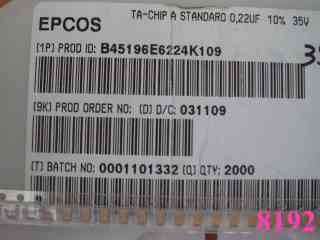 EPCOS
TA-CHIP A STANDARD 0,22UF 10% 35V
[1P] PROD ID: B45196E6224K109
[9K] PROD ORDER NO: [D] D/C: 031109
[T] BATCH NO: 0001101332 [Q] QTY: 2000
8192